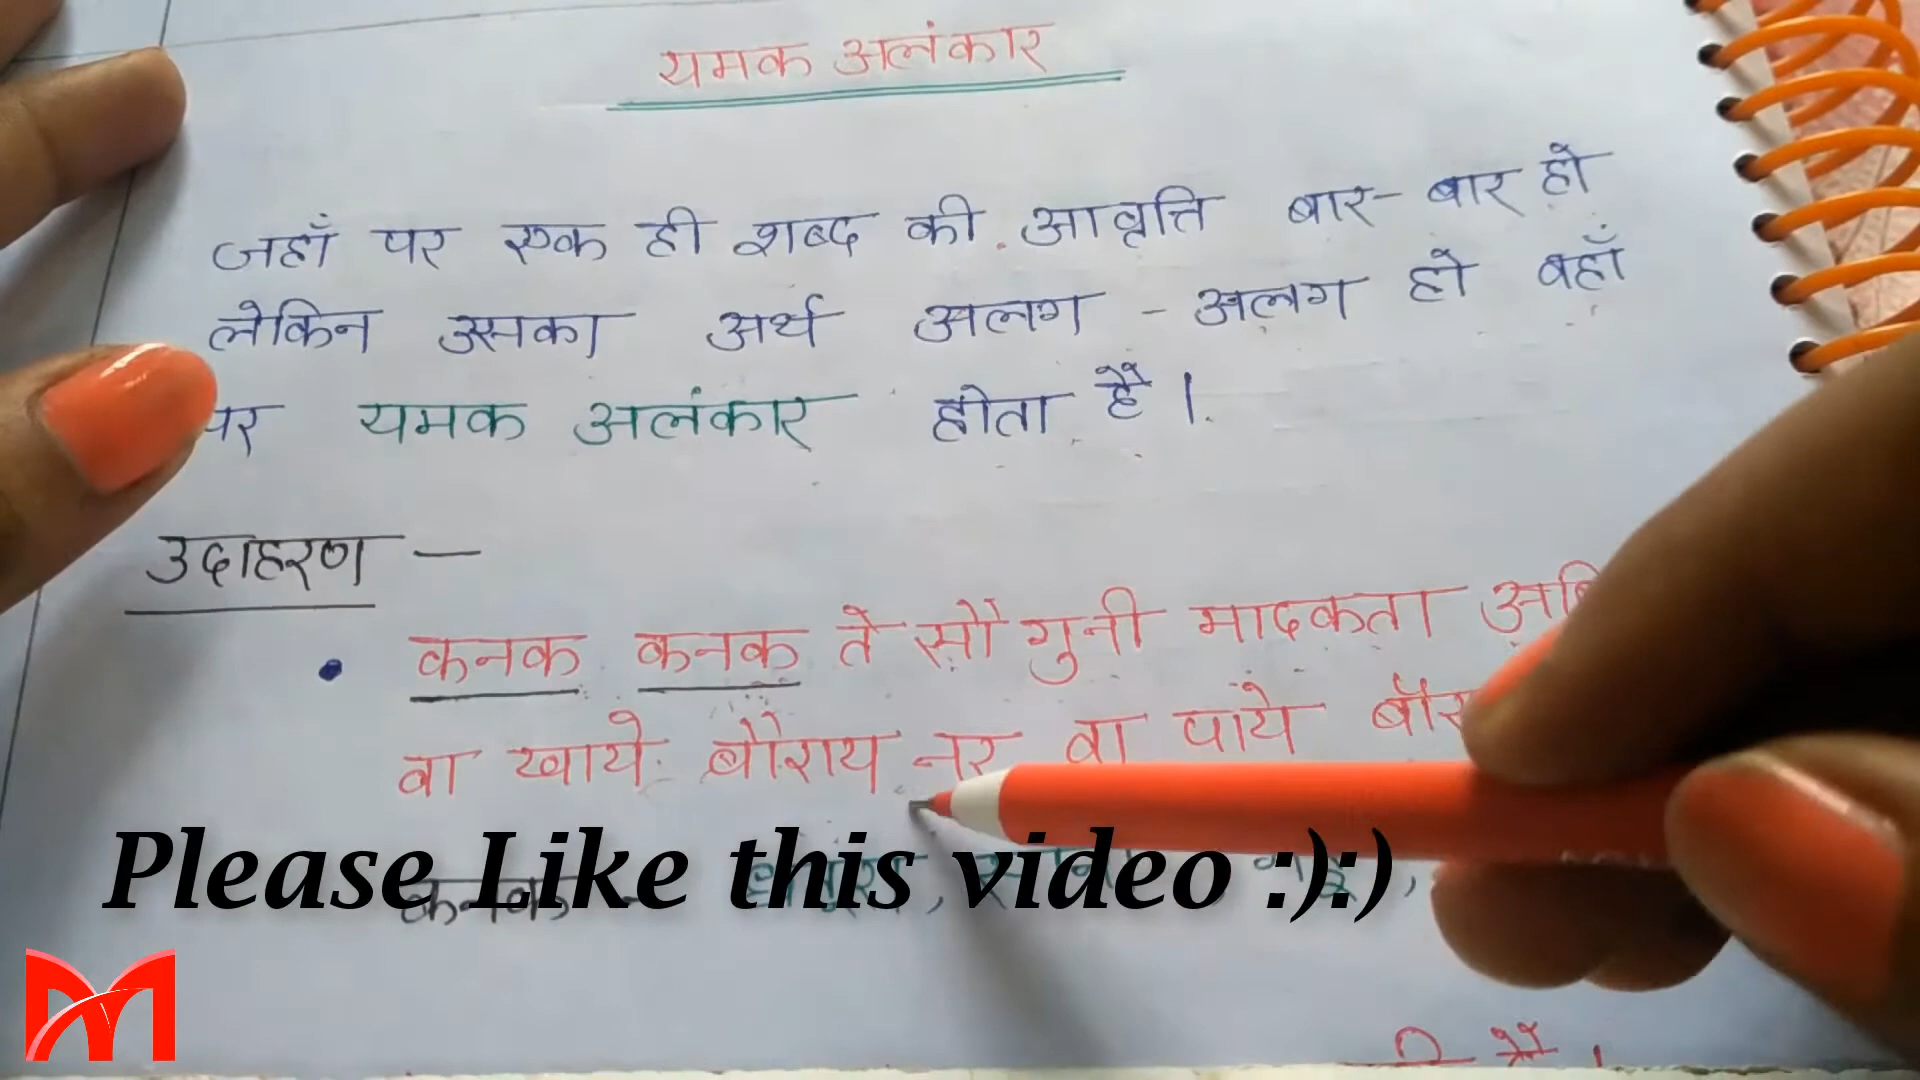 यमक अलंकार
जहाँ पर एक ही शब्द की आवृत्ति बार-बार हो
लेकिन उसका अर्थ अलग - अलग हो वहाँ
पर यमक अलंकार होता है ।
उदाहरण —
• कनक कनक ते सौ गुनी मादकता
वा खाये बौराय नर वा पाये
Please Like this video :):)
कनक -